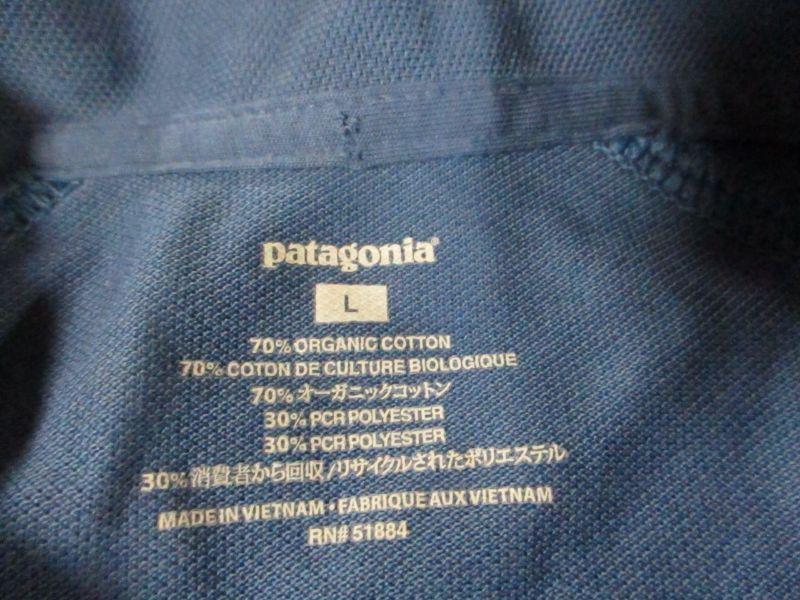 patagonia®
L
70% ORGANIC COTTON
70% COTON DE CULTURE BIOLOGIQUE
70% オーガニックコットン
30% PCR POLYESTER
30% PCR POLYESTER
30% 消費者から回収/リサイクルされたポリエステル
MADE IN VIETNAM • FABRIQUE AUX VIETNAM
RN# 51884